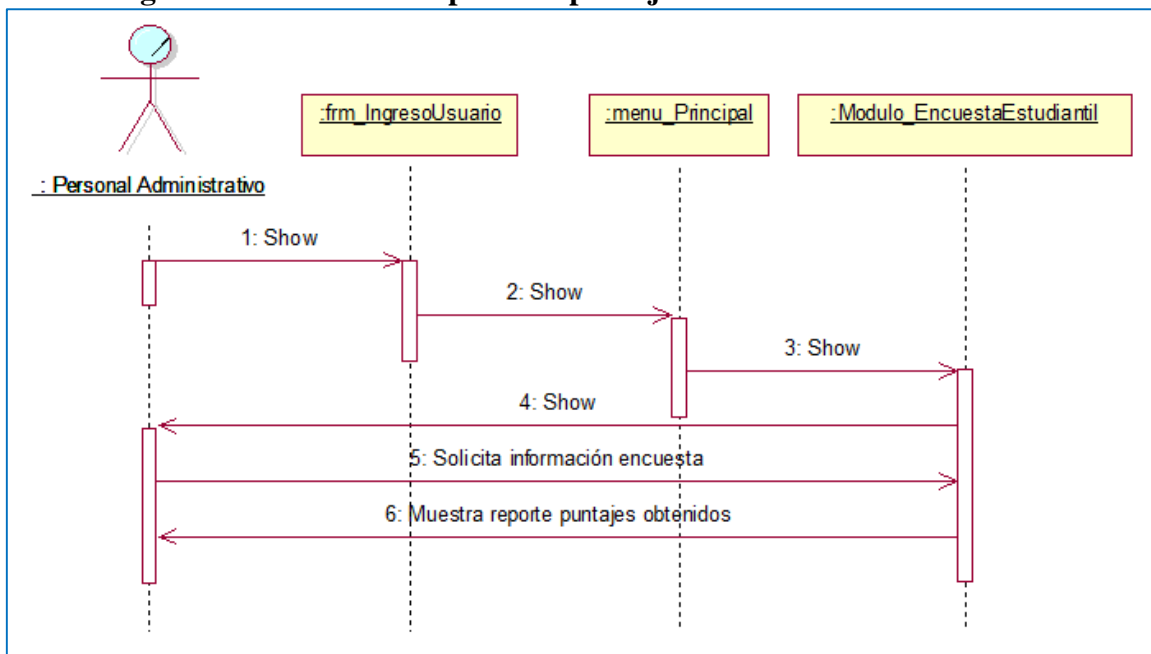 :frm_IngresoUsuario
:menu_Principal
:Modulo_EncuestaEstudiantil
: Personal Administrativo
1: Show
2: Show
3: Show
4: Show
5: Solicita información encuesta
6: Muestra reporte puntajes obtenidos